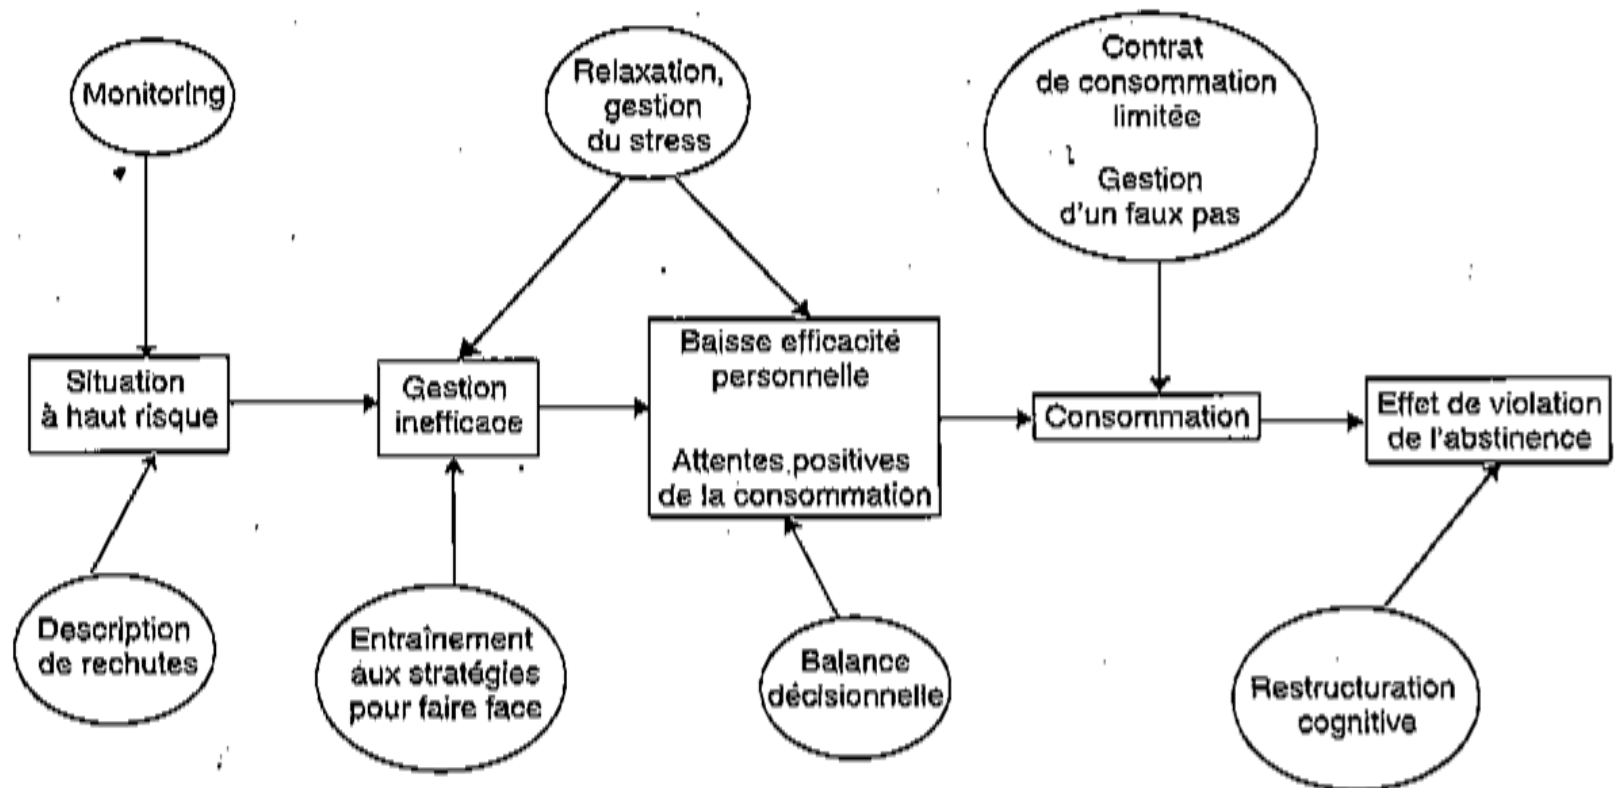 Monitoring
Relaxation,
gestion
du stress
Contrat
de consommation
limitée
Gestion
d'un faux pas
Situation
à haut risque
Gestion
inefficace
Baisse efficacité
personnelle
Attentes positives
de la consommation
Consommation
Effet de violation
de l'abstinence
Description
de rechutes
Entraînement
aux stratégies
pour faire face
Balance
décisionnelle
Restructuration
cognitive